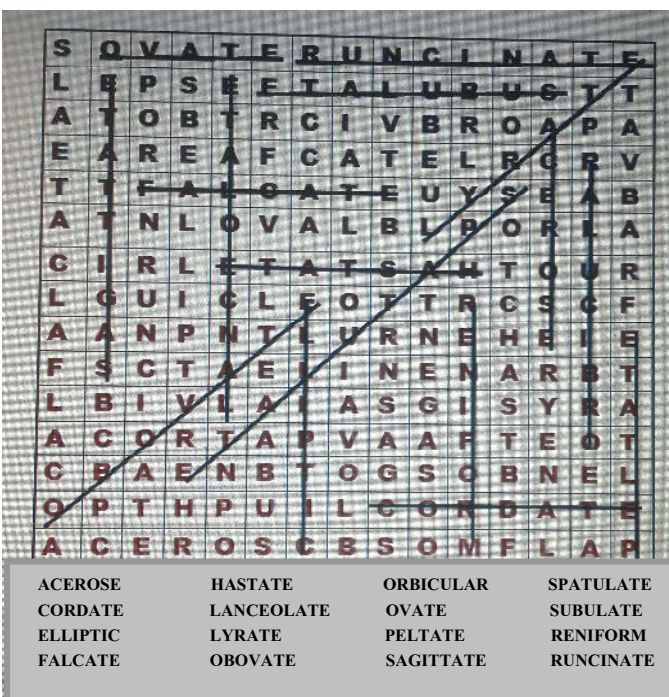 S O V A T E R U N C I N A T E
L E P S E E T A L U B U S T T
A T O B T R C I V B R O A P A
E A R E A F C A T E L R C R V
T T F A L C A T E U Y S E A B
A T N L O V A L B L P O R L A
C I R L E T A T S A H T O U R
L G U I C L E O T T R C S C F
A A N P N T L U R N E H E I E
F S C T A E L I N E N A R B T
L B I V L A I A S G I S Y R A
A C O R T A P V A A F T E O T
C B A E N B T O G S O B N E L
O P T H P U I L C O R D A T E
A C E R O S C B S O M F L A P
ACEROSE HASTATE ORBICULAR SPATULATE
CORDATE LANCEOLATE OVATE SUBULATE
ELLIPTIC LYRATE PELTATE RENIFORM
FALCATE OBOVATE SAGITTATE RUNCINATE